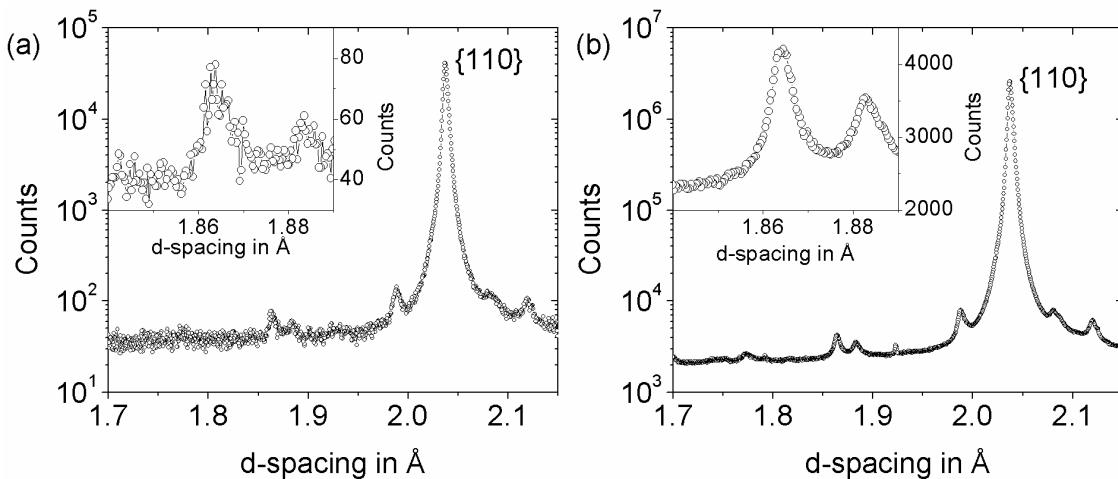 (a)
10^5
10^4
10^3
10^2
10^1
Counts
1.7 1.8 1.9 2.0 2.1
d-spacing in Å
{110}
80
60
40
Counts
1.86 1.88
d-spacing in Å
(b)
10^7
10^6
10^5
10^4
10^3
Counts
1.7 1.8 1.9 2.0 2.1
d-spacing in Å
{110}
4000
3000
2000
Counts
1.86 1.88
d-spacing in Å